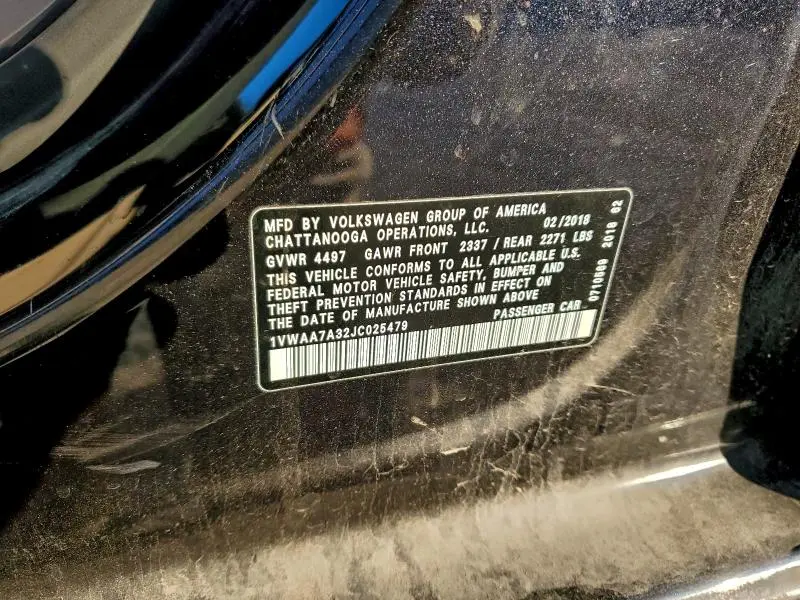 MFD BY VOLKSWAGEN GROUP OF AMERICA
CHATTANOOGA OPERATIONS, LLC. 02/2018
GVWR 4497 GAWR FRONT 2337 / REAR 2271 LBS
THIS VEHICLE CONFORMS TO ALL APPLICABLE U.S.
FEDERAL MOTOR VEHICLE SAFETY, BUMPER AND
THEFT PREVENTION STANDARDS IN EFFECT ON
THE DATE OF MANUFACTURE SHOWN ABOVE
1VWAA7A32JC025479 PASSENGER CAR
0710669 2018 02